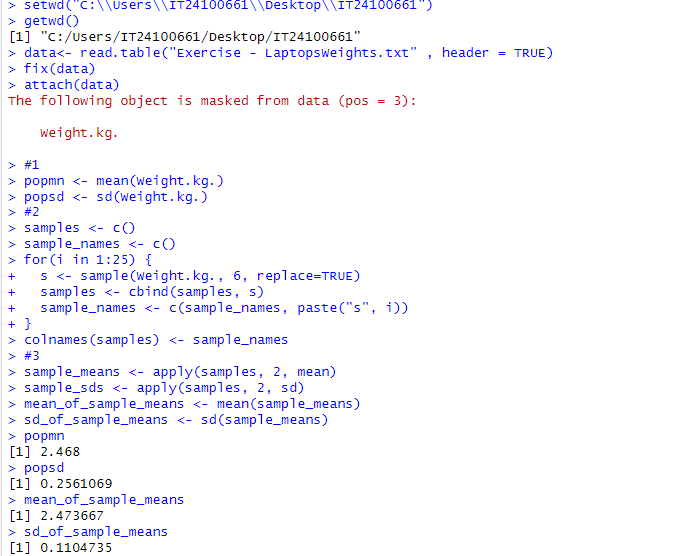 > setwd("C:\\Users\\IT24100661\\Desktop\\IT24100661")
> getwd()
[1] "C:/Users/IT24100661/Desktop/IT24100661"
> data<- read.table("Exercise - LaptopsWeights.txt" , header = TRUE)
> fix(data)
> attach(data)
The following object is masked from data (pos = 3):

    Weight.kg.

> #1
> popmn <- mean(Weight.kg.)
> popsd <- sd(Weight.kg.)
> #2
> samples <- c()
> sample_names <- c()
> for(i in 1:25) {
+   s <- sample(Weight.kg., 6, replace=TRUE)
+   samples <- cbind(samples, s)
+   sample_names <- c(sample_names, paste("s", i))
+ }
> colnames(samples) <- sample_names
> #3
> sample_means <- apply(samples, 2, mean)
> sample_sds <- apply(samples, 2, sd)
> mean_of_sample_means <- mean(sample_means)
> sd_of_sample_means <- sd(sample_means)
> popmn
[1] 2.468
> popsd
[1] 0.2561069
> mean_of_sample_means
[1] 2.473667
> sd_of_sample_means
[1] 0.1104735